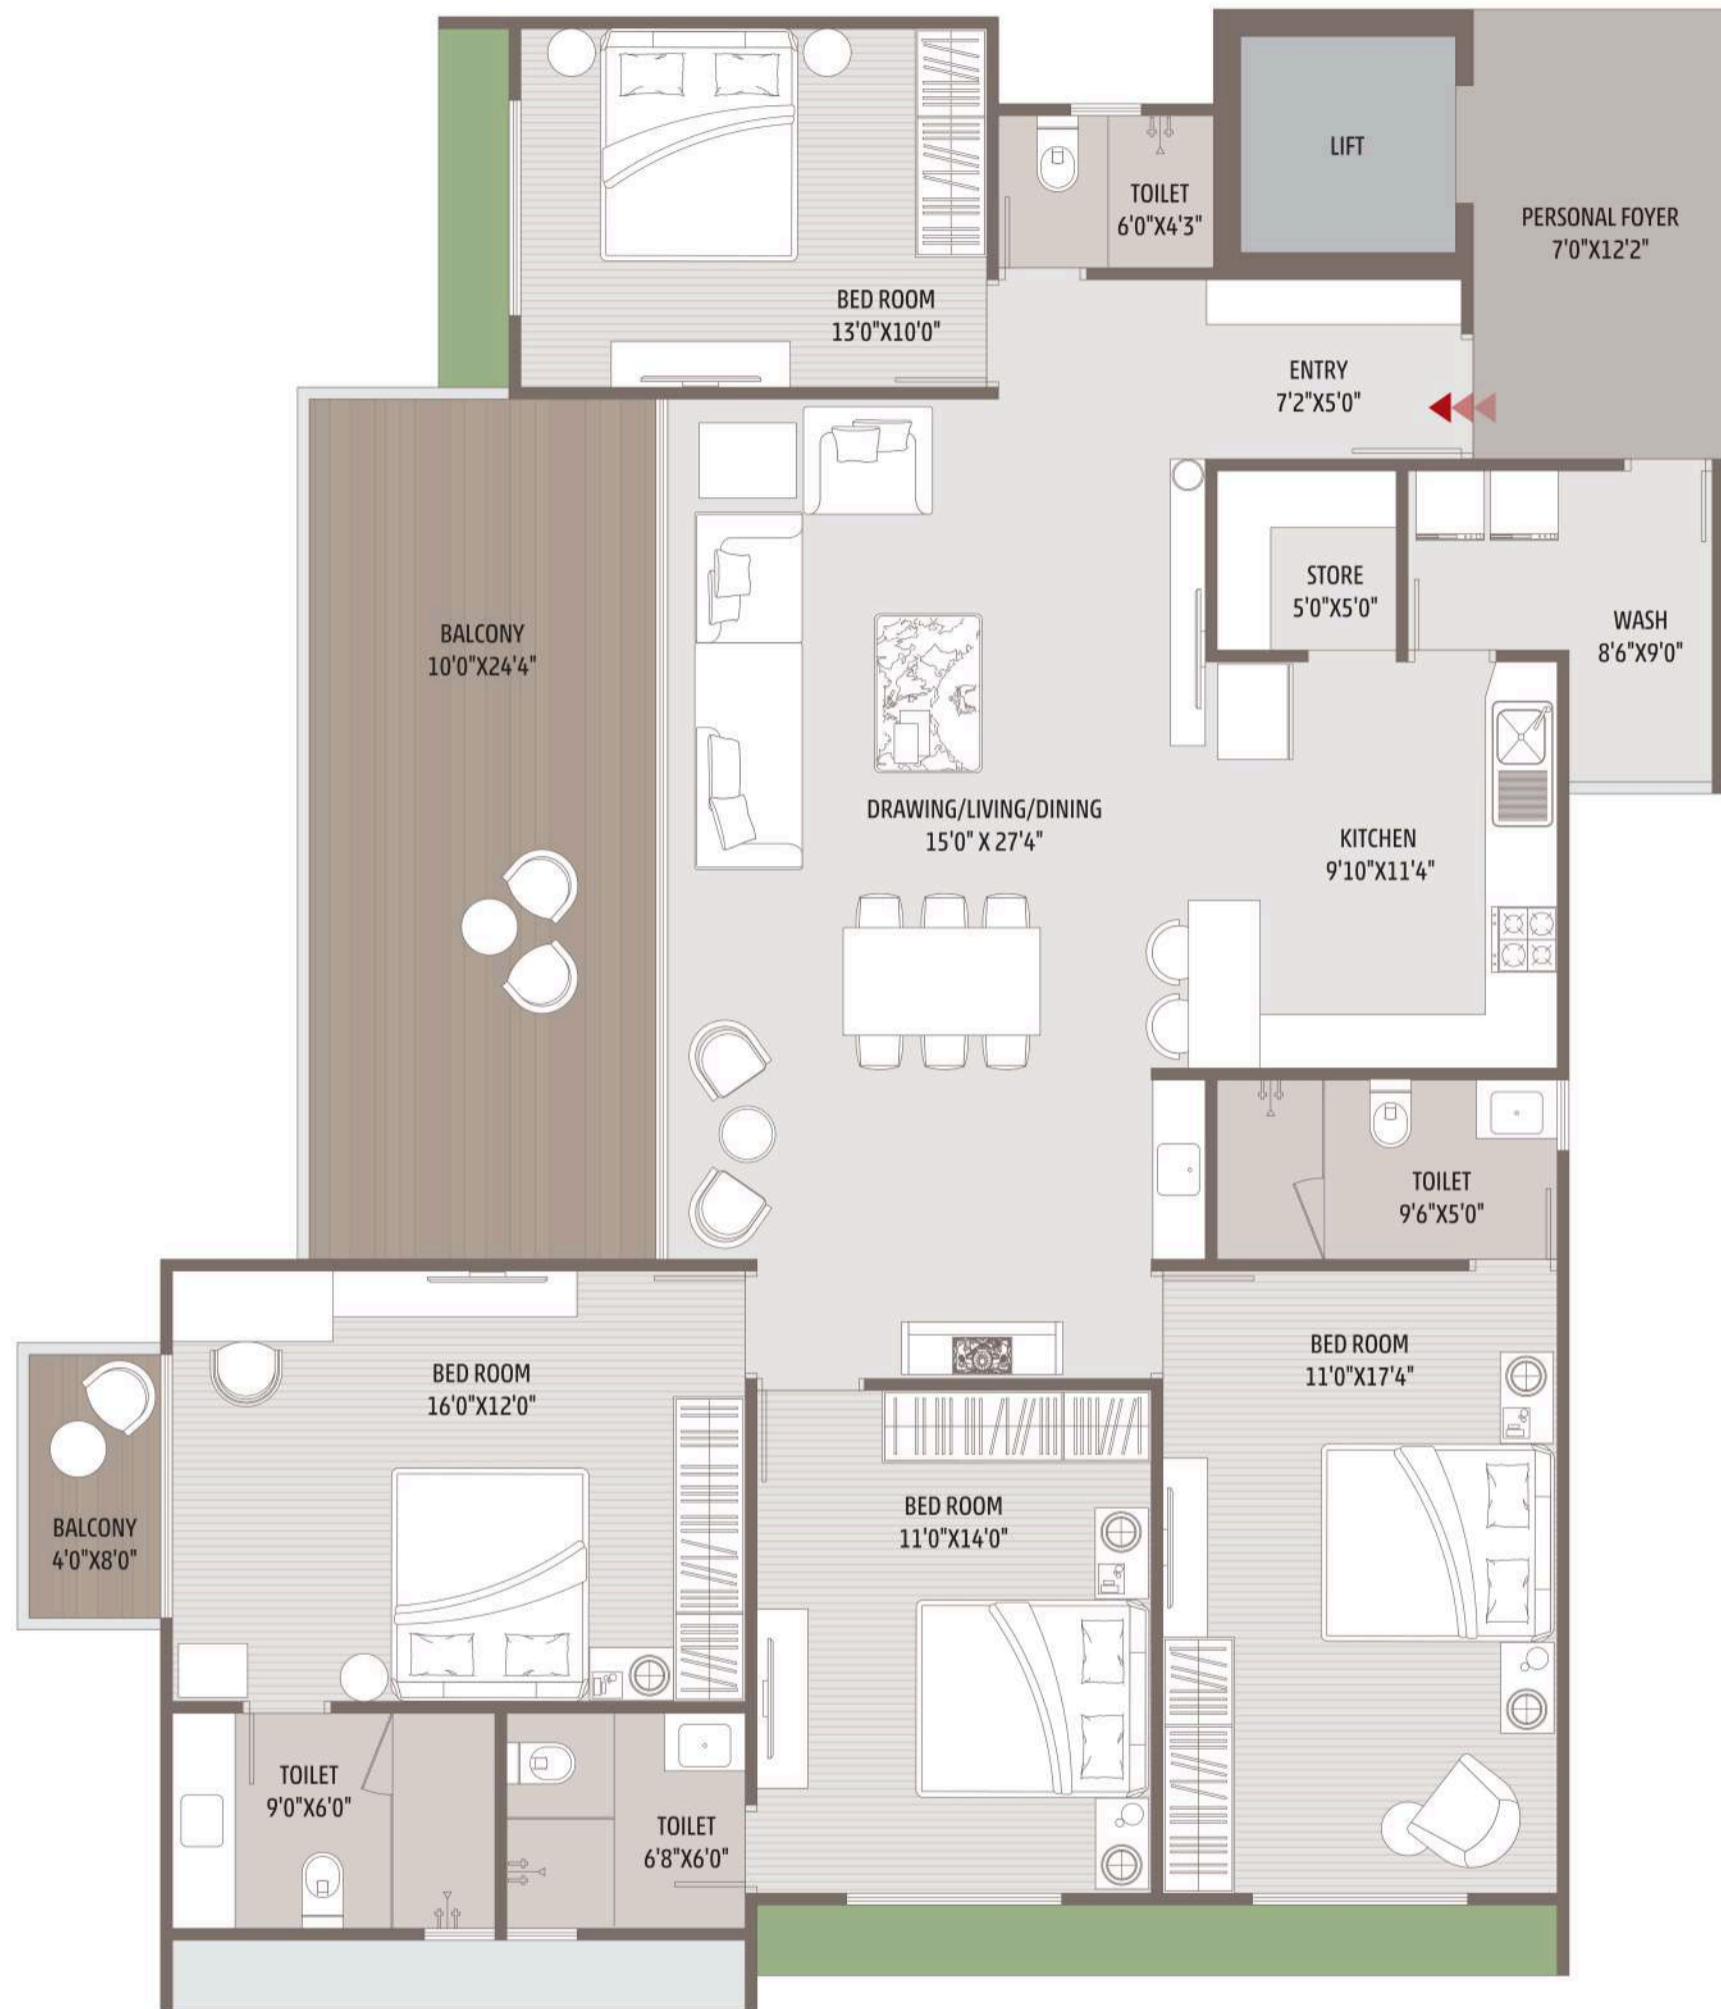 LIFT
TOILET
6'0"X4'3"
PERSONAL FOYER
7'0"X12'2"
BED ROOM
13'0"X10'0"
ENTRY
7'2"X5'0"
STORE
5'0"X5'0"
WASH
8'6"X9'0"
BALCONY
10'0"X24'4"
DRAWING/LIVING/DINING
15'0" X 27'4"
KITCHEN
9'10"X11'4"
TOILET
9'6"X5'0"
BED ROOM
16'0"X12'0"
BED ROOM
11'0"X17'4"
BED ROOM
11'0"X14'0"
BALCONY
4'0"X8'0"
TOILET
9'0"X6'0"
TOILET
6'8"X6'0"